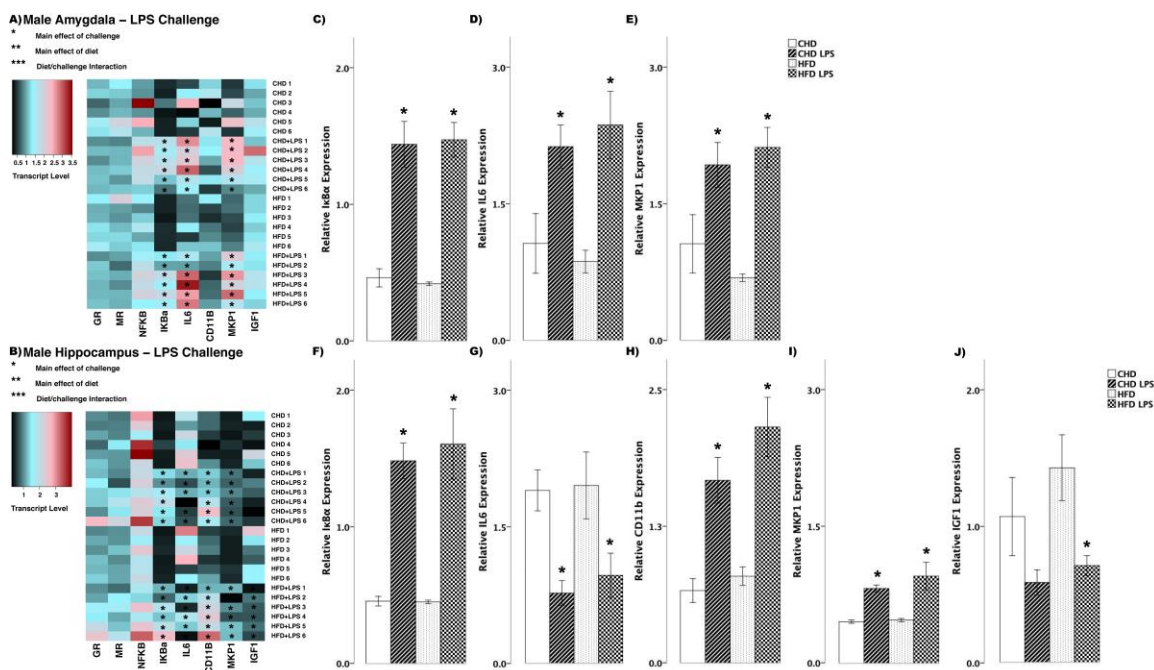 A) Male Amygdala – LPS Challenge
* Main effect of challenge
** Main effect of diet
*** Diet/challenge Interaction
0.5 1 1.5 2 2.5 3 3.5
Transcript Level
CHD 1
CHD 2
CHD 3
CHD 4
CHD 5
CHD 6
CHD+LPS 1
CHD+LPS 2
CHD+LPS 3
CHD+LPS 4
CHD+LPS 5
CHD+LPS 6
HFD 1
HFD 2
HFD 3
HFD 4
HFD 5
HFD 6
HFD+LPS 1
HFD+LPS 2
HFD+LPS 3
HFD+LPS 4
HFD+LPS 5
HFD+LPS 6
GR MR NFKB IKBa IL6 CD11B MKP1 IGF1
C)
Relative IκBα Expression
2.0
1.0
0.0
* *
D)
Relative IL6 Expression
3.0
1.5
0.0
* *
E)
Relative MKP1 Expression
3.0
1.5
0.0
* *
CHD
CHD LPS
HFD
HFD LPS
B) Male Hippocampus – LPS Challenge
* Main effect of challenge
** Main effect of diet
*** Diet/challenge Interaction
1 2 3
Transcript Level
CHD 1
CHD 2
CHD 3
CHD 4
CHD 5
CHD 6
CHD+LPS 1
CHD+LPS 2
CHD+LPS 3
CHD+LPS 4
CHD+LPS 5
CHD+LPS 6
HFD 1
HFD 2
HFD 3
HFD 4
HFD 5
HFD 6
HFD+LPS 1
HFD+LPS 2
HFD+LPS 3
HFD+LPS 4
HFD+LPS 5
HFD+LPS 6
GR MR NFKB IKBa IL6 CD11B MKP1 IGF1
F)
Relative IκBα Expression
2.0
1.0
0.0
* *
G)
Relative IL6 Expression
3.0
1.5
0.0
* *
H)
Relative CD11b Expression
2.5
1.3
0.0
* *
I)
Relative MKP1 Expression
3.0
1.5
0.0
* *
J)
Relative IGF1 Expression
2.0
1.0
0.0
*
CHD
CHD LPS
HFD
HFD LPS